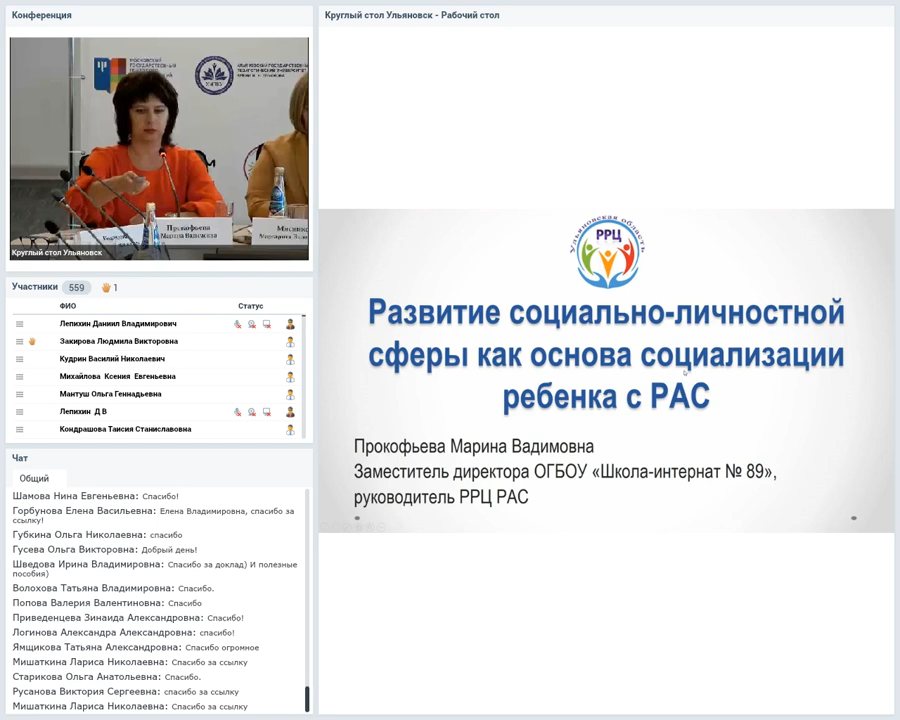 Конференция
Круглый стол Ульяновск - Рабочий стол
Прокофьева
Марина Вадимовна
Круглый стол Ульяновск
Участники 559 1
ФИО Статус
Лепихин Даниил Владимирович
Закирова Людмила Викторовна
Кудрин Василий Николаевич
Михайлова Ксения Евгеньевна
Мантуш Ольга Геннадьевна
Лепихин Д В
Кондрашова Таисия Станиславовна
Чат
Общий
Шамова Нина Евгеньевна: Спасибо!
Горбунова Елена Васильевна: Елена Владимировна, спасибо за
ссылку!
Губкина Ольга Николаевна: спасибо
Гусева Ольга Викторовна: Добрый день!
Шведова Ирина Владимировна: Спасибо за доклад) И полезные
пособия)
Волохова Татьяна Владимировна: Спасибо.
Попова Валерия Валентиновна: Спасибо
Приведенцева Зинаида Александровна: Спасибо!
Логинова Александра Александровна: спасибо!
Ямщикова Татьяна Александровна: Спасибо огромное
Мишаткина Лариса Николаевна: Спасибо за ссылку
Старикова Ольга Анатольевна: Спасибо.
Русанова Виктория Сергеевна: спасибо за ссылку
Мишаткина Лариса Николаевна: Спасибо за ссылку
Ульяновская область
РРЦ
Развитие социально-личностной
сферы как основа социализации
ребенка с РАС
Прокофьева Марина Вадимовна
Заместитель директора ОГБОУ «Школа-интернат № 89»,
руководитель РРЦ РАС